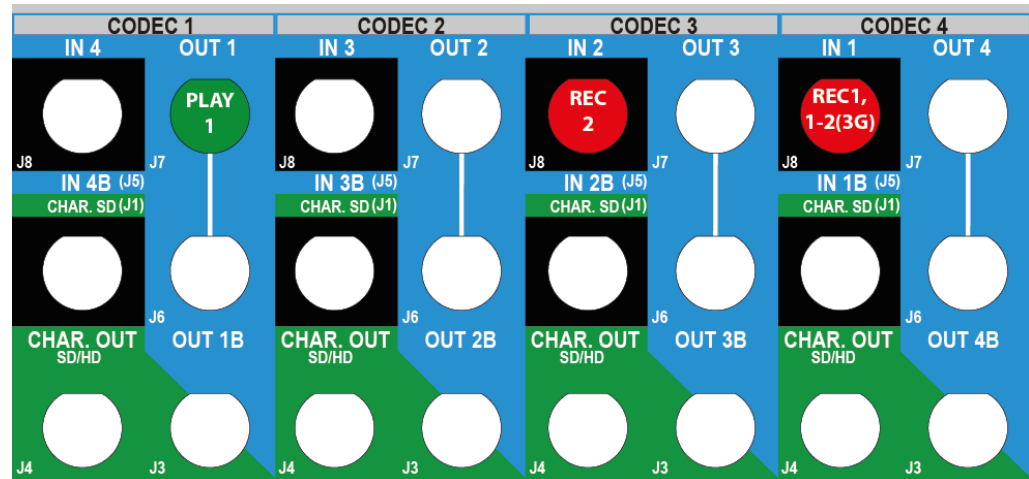 CODEC 1 CODEC 2 CODEC 3 CODEC 4
IN 4 OUT 1 IN 3 OUT 2 IN 2 OUT 3 IN 1 OUT 4
PLAY REC REC1,
1 2 1-2(3G)
J8 J7 J8 J7 J8 J7 J8 J7
IN 4B (J5) IN 3B (J5) IN 2B (J5) IN 1B (J5)
CHAR. SD (J1) CHAR. SD (J1) CHAR. SD (J1) CHAR. SD (J1)
J6 J6 J6 J6
CHAR. OUT OUT 1B CHAR. OUT OUT 2B CHAR. OUT OUT 3B CHAR. OUT OUT 4B
SD/HD SD/HD SD/HD SD/HD
J4 J3 J4 J3 J4 J3 J4 J3